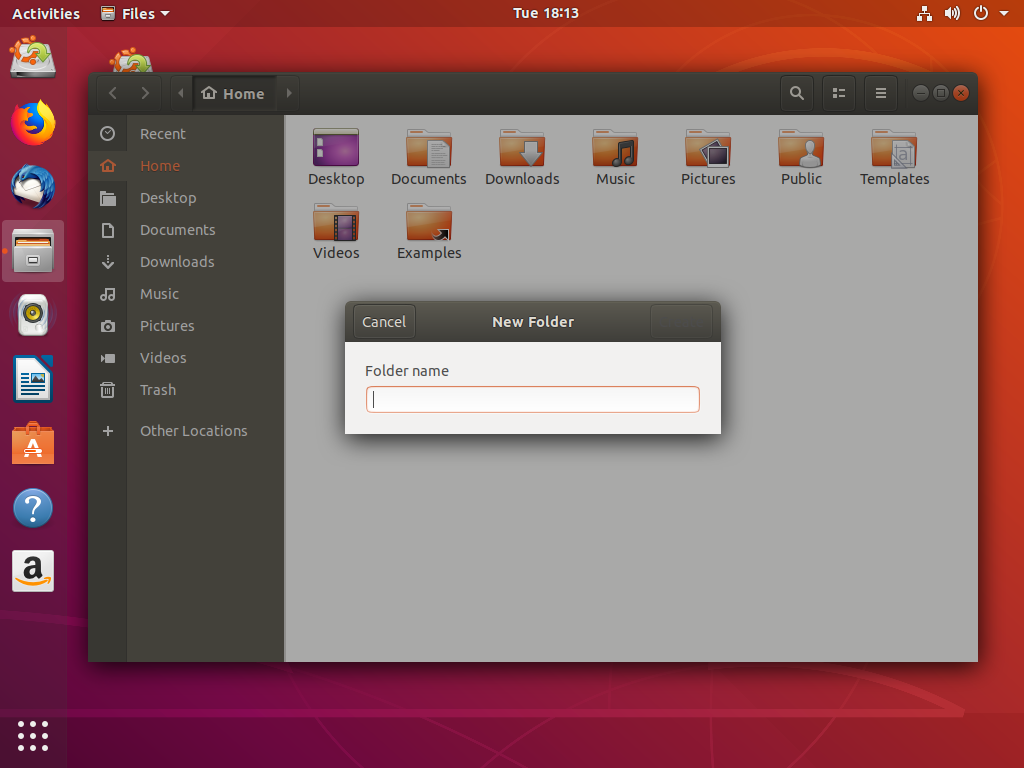 Activities Files Tue 18:13
Home
Recent
Home
Desktop
Documents
Downloads
Music
Pictures
Videos
Trash
Other Locations
Desktop Documents Downloads Music Pictures Public Templates
Videos Examples
Cancel New Folder
Folder name